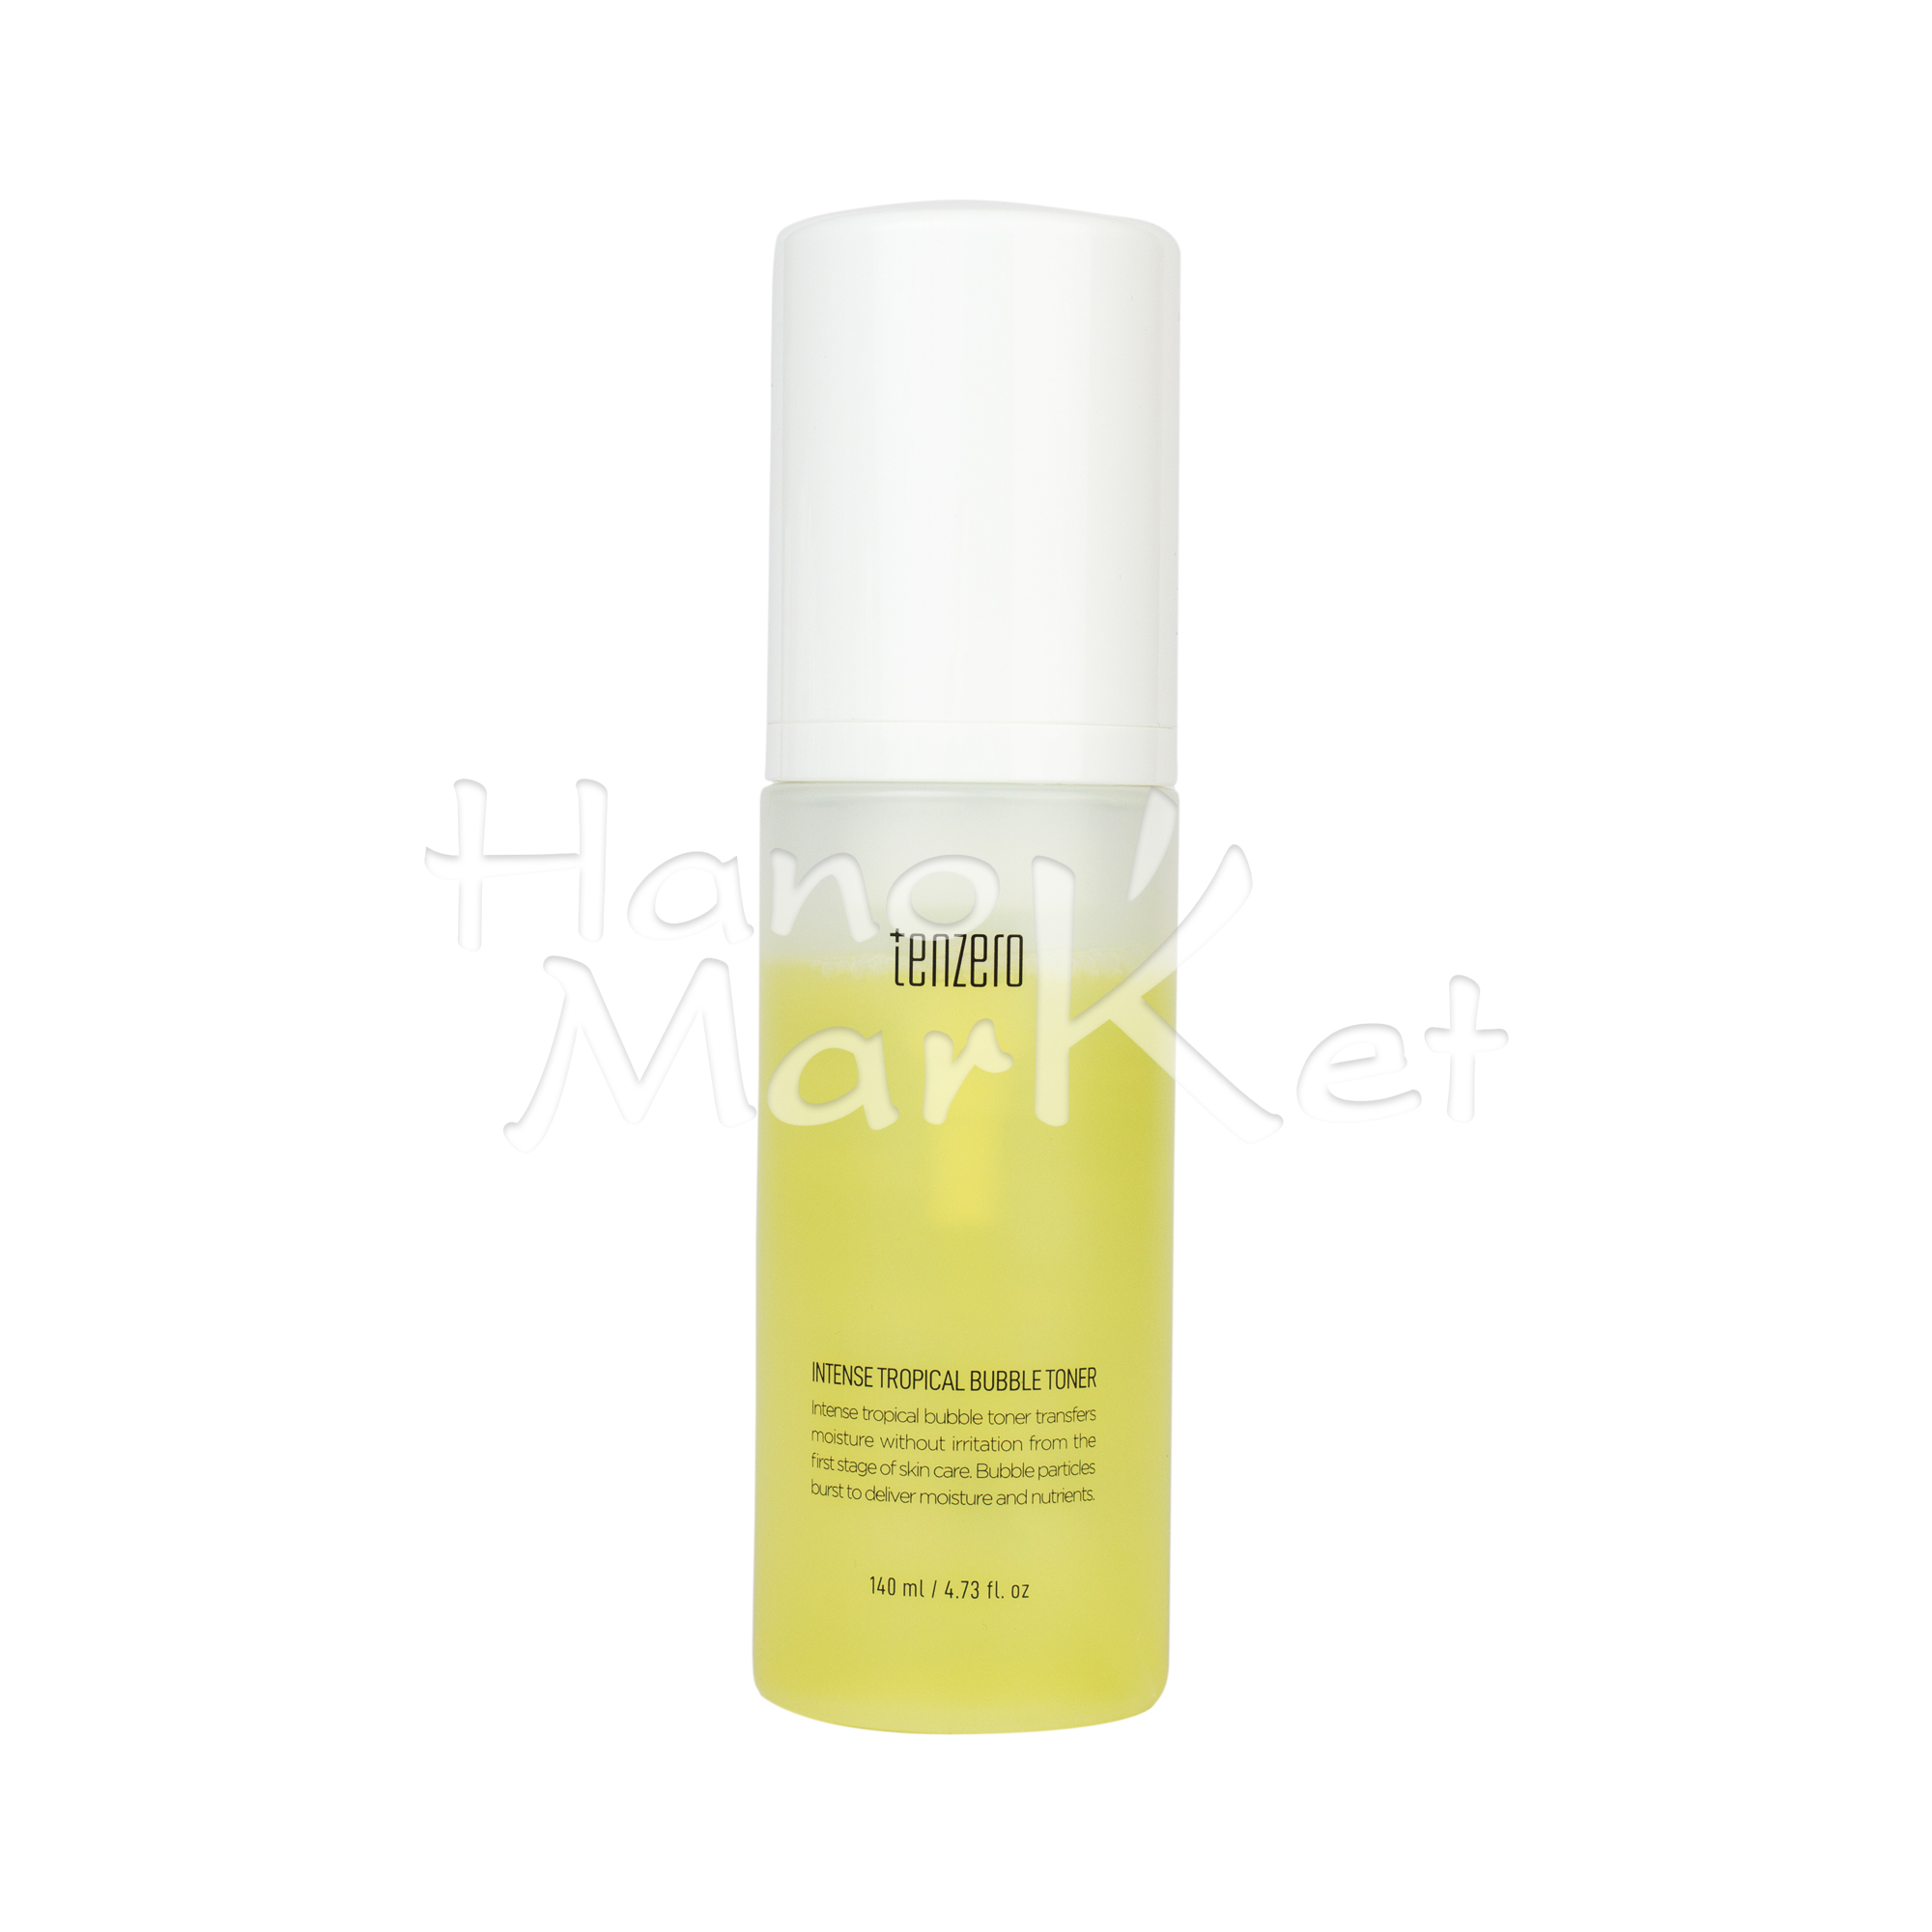 Hano
MarKet
tenzero
INTENSE TROPICAL BUBBLE TONER
Intense tropical bubble toner transfers
moisture without irritation from the
first stage of skin care. Bubble particles
burst to deliver moisture and nutrients.
140 ml / 4.73 fl. oz